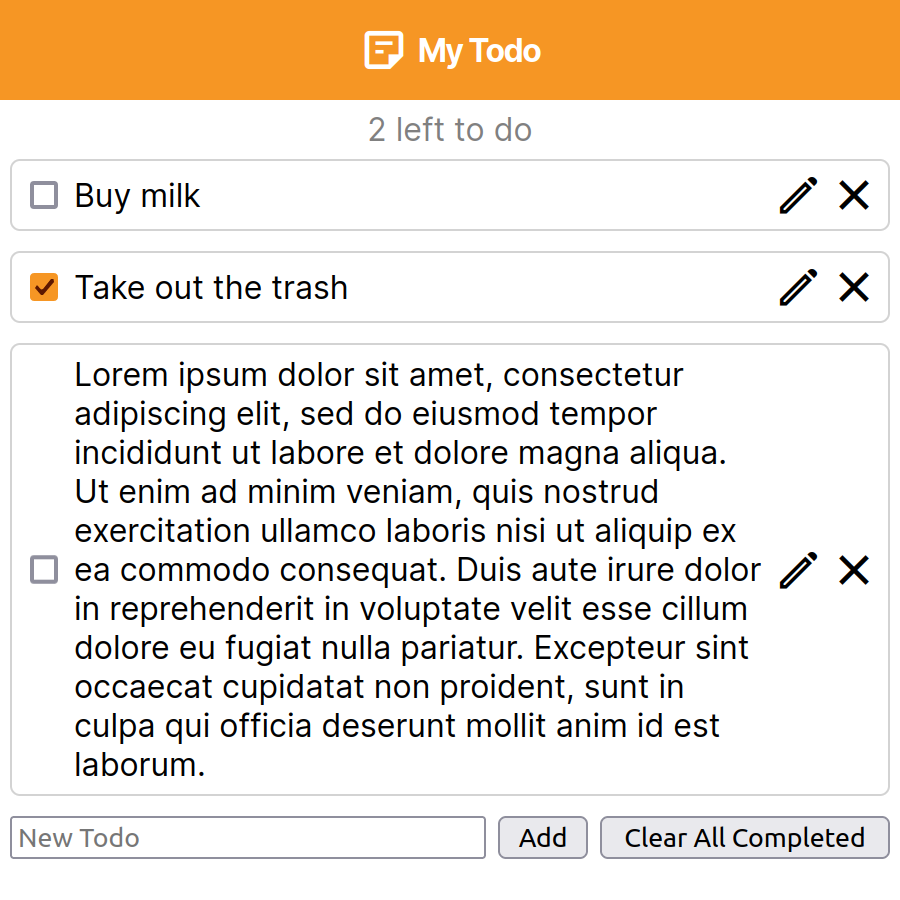 My Todo
2 left to do
Buy milk
Take out the trash
Lorem ipsum dolor sit amet, consectetur
adipiscing elit, sed do eiusmod tempor
incididunt ut labore et dolore magna aliqua.
Ut enim ad minim veniam, quis nostrud
exercitation ullamco laboris nisi ut aliquip ex
ea commodo consequat. Duis aute irure dolor
in reprehenderit in voluptate velit esse cillum
dolore eu fugiat nulla pariatur. Excepteur sint
occaecat cupidatat non proident, sunt in
culpa qui officia deserunt mollit anim id est
laborum.
New Todo Add Clear All Completed